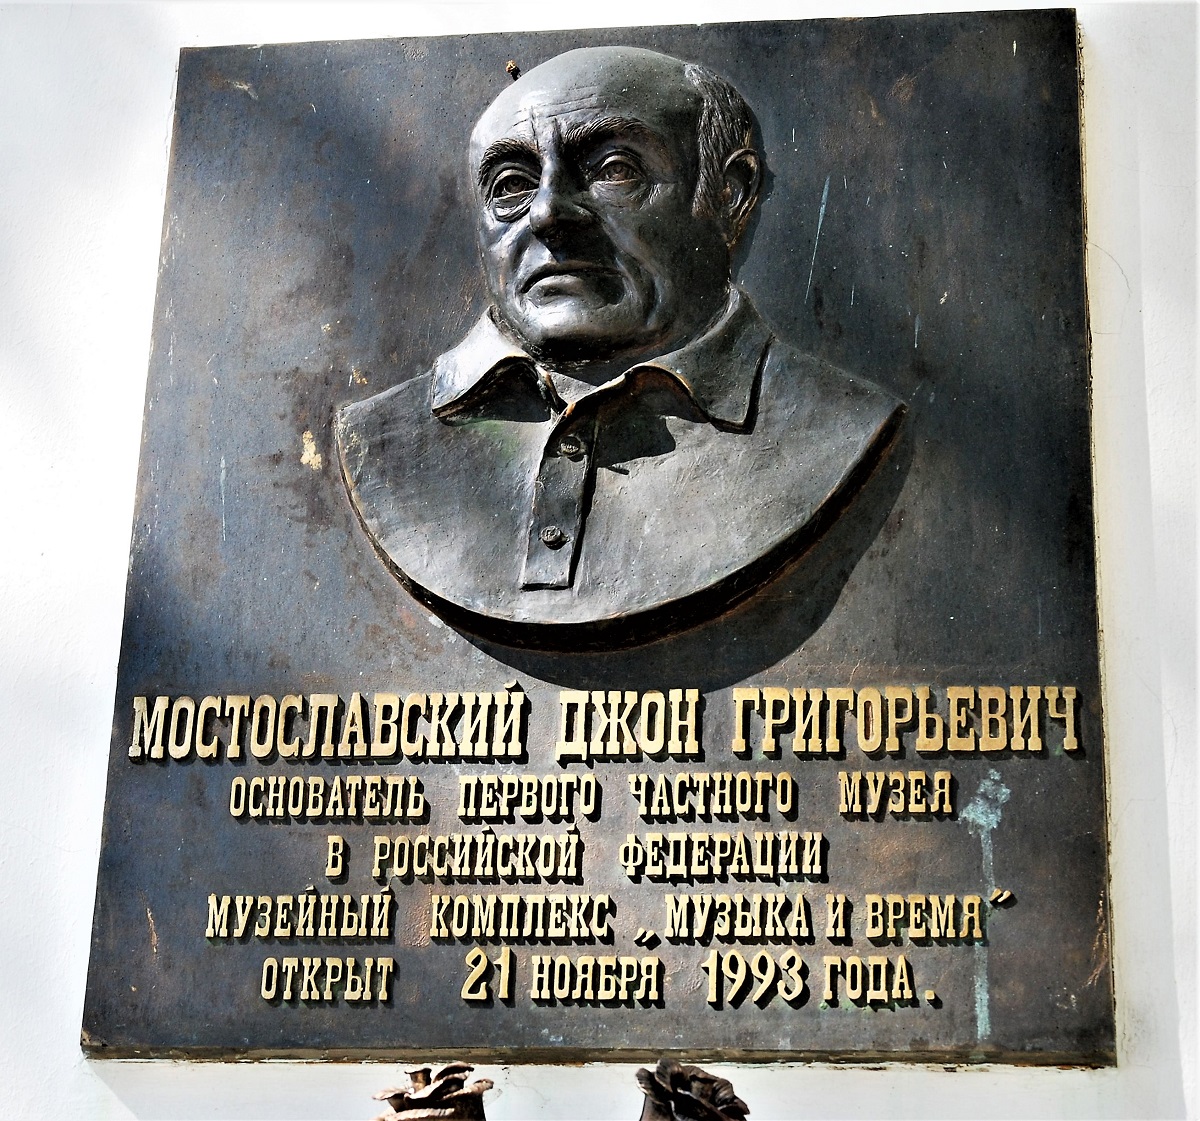 МОСТОСЛАВСКИЙ ДЖОН ГРИГОРЬЕВИЧ
ОСНОВАТЕЛЬ ПЕРВОГО ЧАСТНОГО МУЗЕЯ
В РОССИЙСКОЙ ФЕДЕРАЦИИ
МУЗЕЙНЫЙ КОМПЛЕКС „МУЗЫКА И ВРЕМЯ”
ОТКРЫТ 21 НОЯБРЯ 1993 ГОДА.